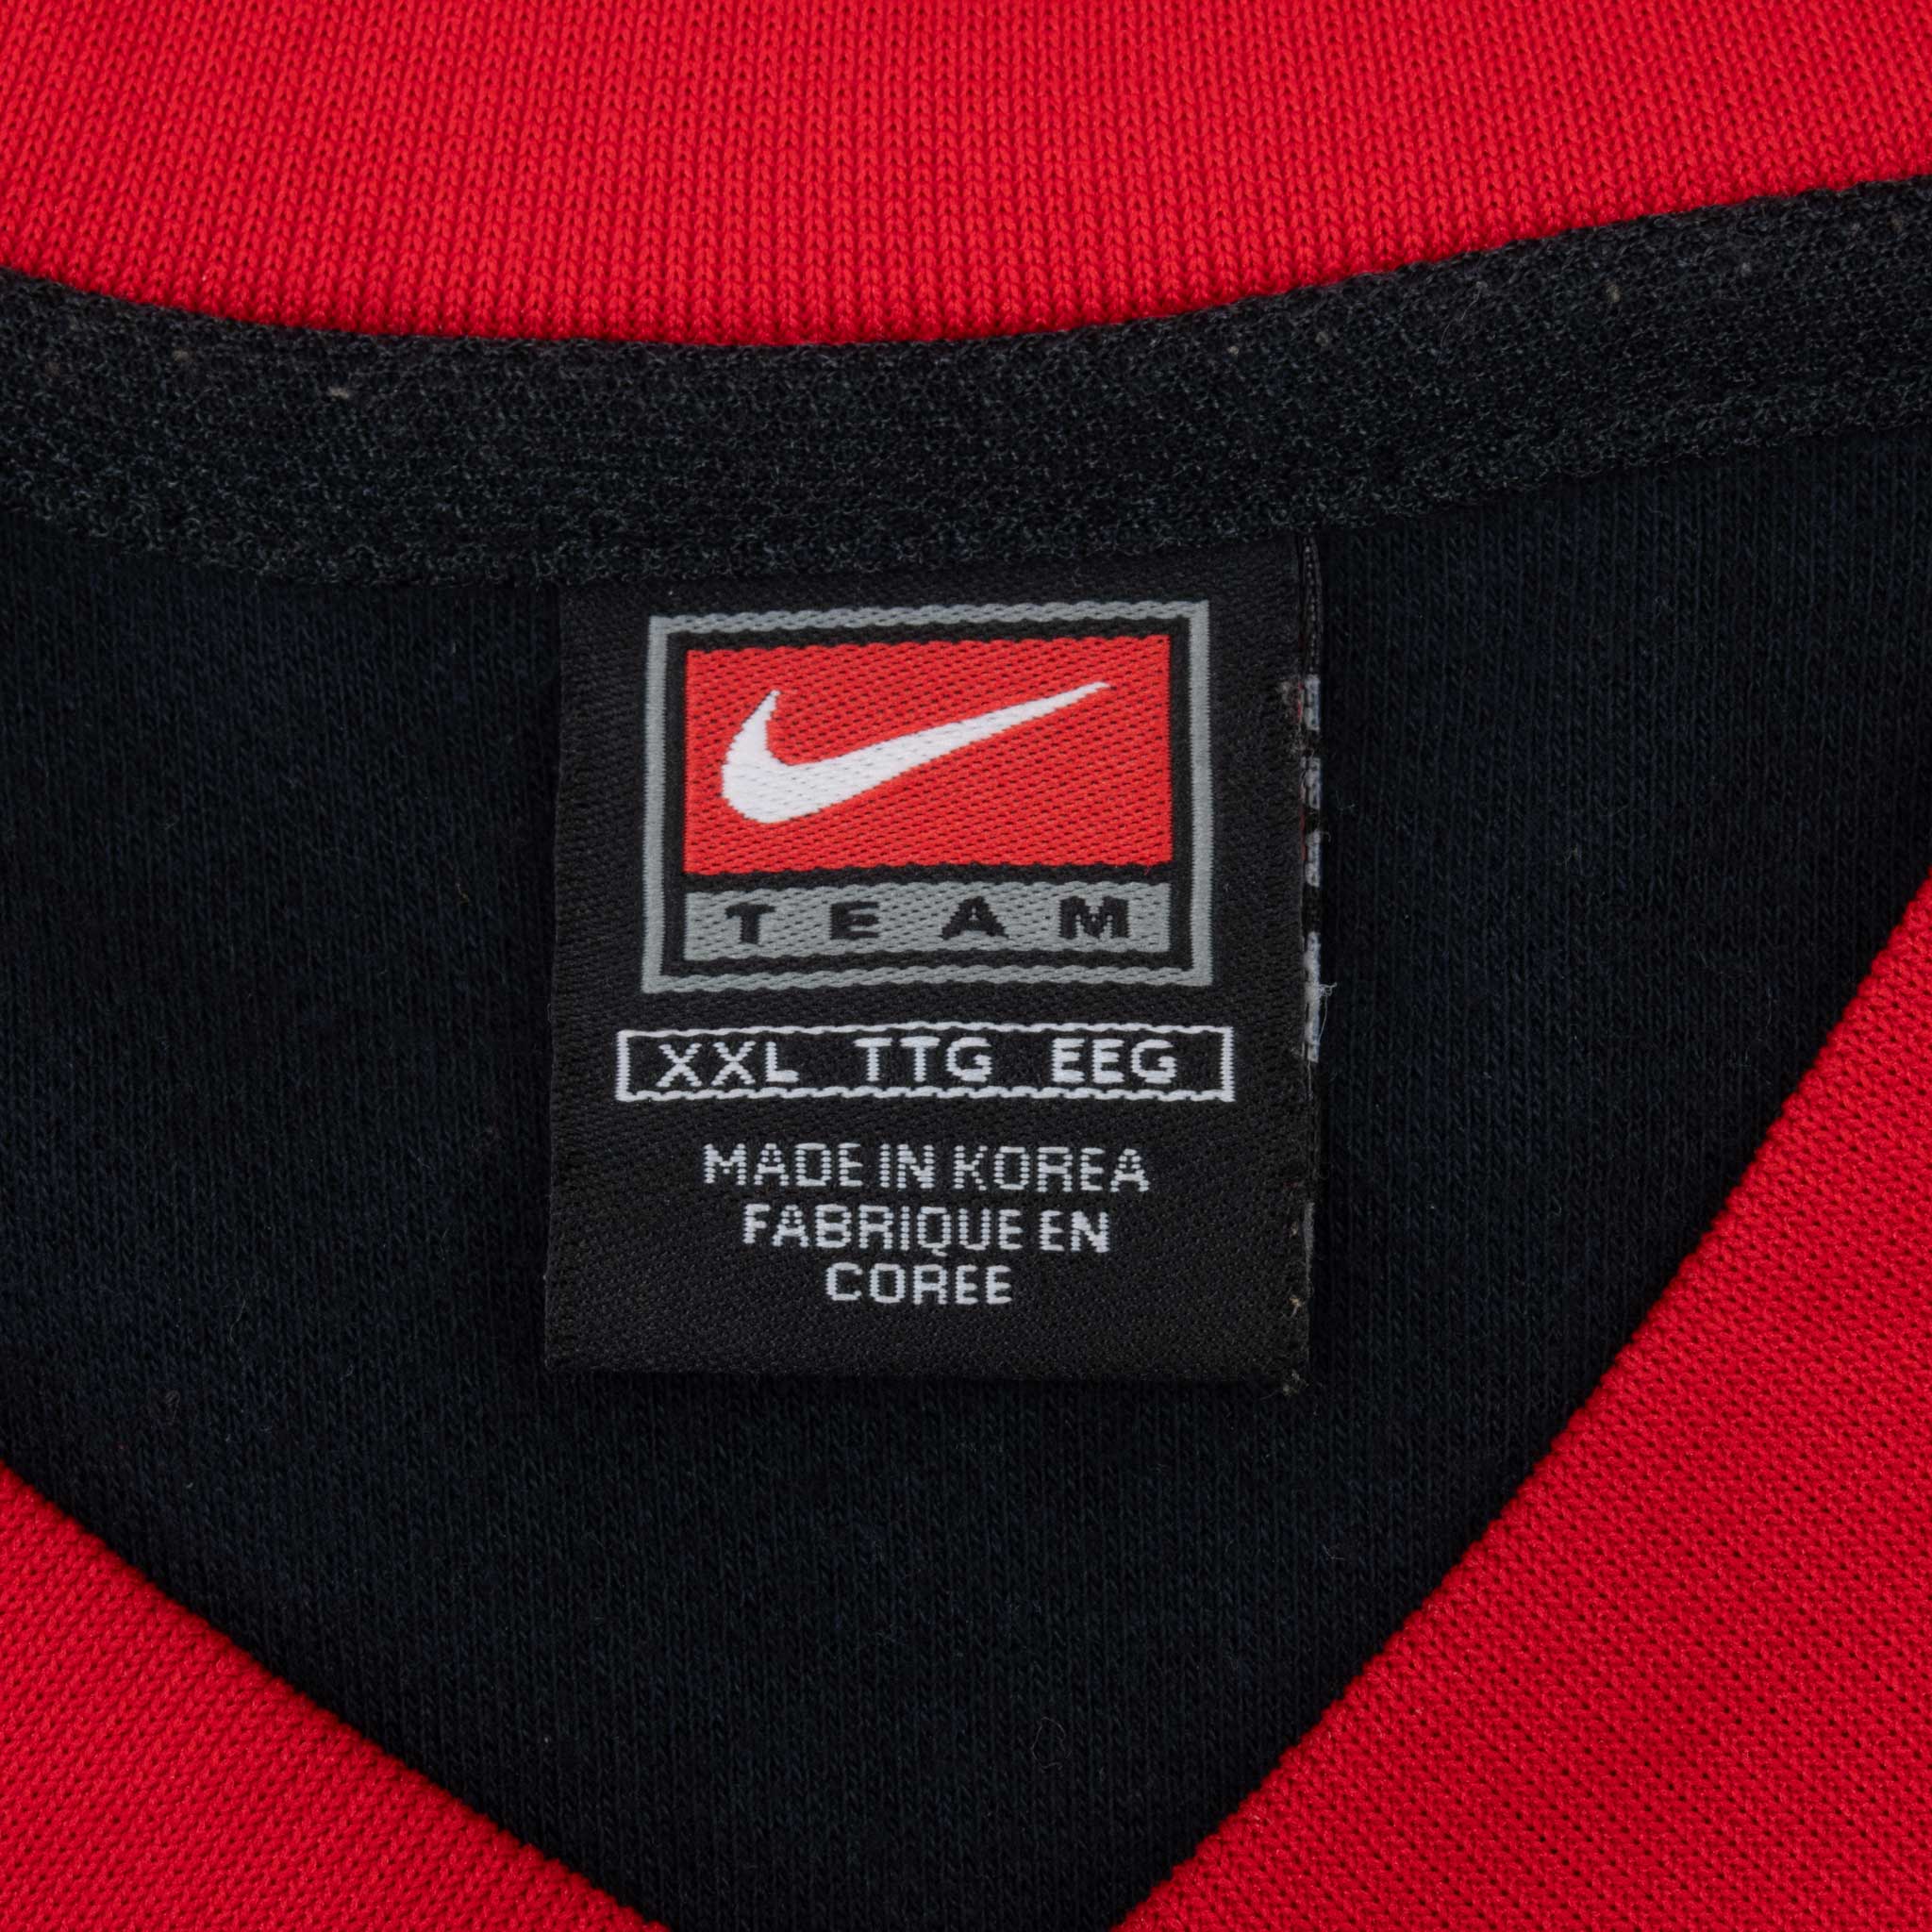 TEAM
XXL TTG EEG
MADE IN KOREA
FABRIQUE EN
COREE